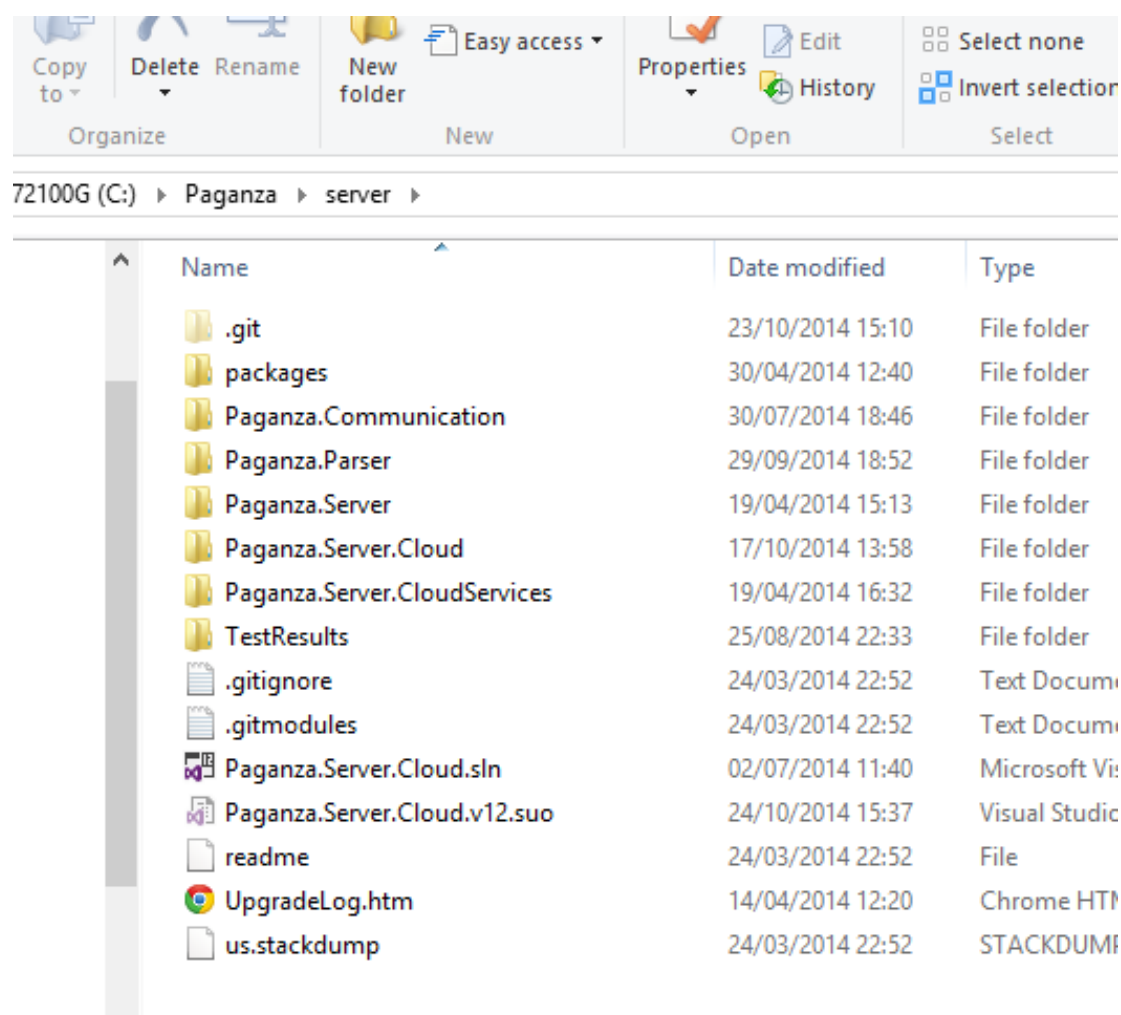 Easy access
Edit
Select none
Copy to
Delete
Rename
New folder
Properties
History
Invert selection
Organize
New
Open
Select
72100G (C:) Paganza server
Name Date modified Type
.git 23/10/2014 15:10 File folder
packages 30/04/2014 12:40 File folder
Paganza.Communication 30/07/2014 18:46 File folder
Paganza.Parser 29/09/2014 18:52 File folder
Paganza.Server 19/04/2014 15:13 File folder
Paganza.Server.Cloud 17/10/2014 13:58 File folder
Paganza.Server.CloudServices 19/04/2014 16:32 File folder
TestResults 25/08/2014 22:33 File folder
.gitignore 24/03/2014 22:52 Text Docum
.gitmodules 24/03/2014 22:52 Text Docum
Paganza.Server.Cloud.sln 02/07/2014 11:40 Microsoft Vis
Paganza.Server.Cloud.v12.suo 24/10/2014 15:37 Visual Studio
readme 24/03/2014 22:52 File
UpgradeLog.htm 14/04/2014 12:20 Chrome HTM
us.stackdump 24/03/2014 22:52 STACKDUMP